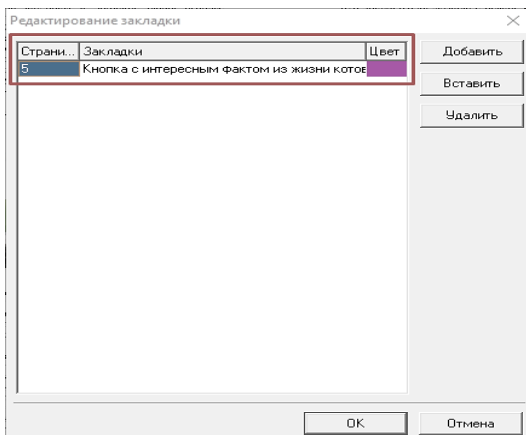 Редактирование закладки
Страни... Закладки Цвет
5 Кнопка с интересным фактом из жизни котов
Добавить
Вставить
Удалить
OK Отмена